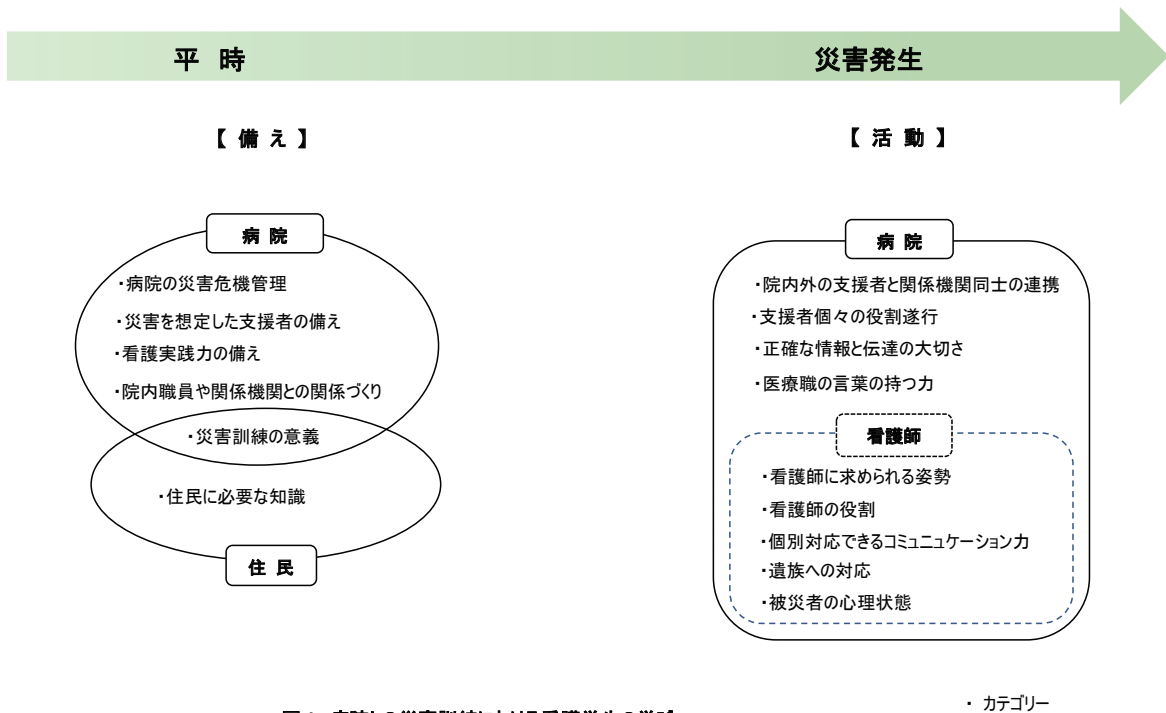 平 時
災害発生
【 備 え 】
【 活 動 】
病 院
・病院の災害危機管理
・災害を想定した支援者の備え
・看護実践力の備え
・院内職員や関係機関との関係づくり
・災害訓練の意義
・住民に必要な知識
住 民
病 院
・院内外の支援者と関係機関同士の連携
・支援者個々の役割遂行
・正確な情報と伝達の大切さ
・医療職の言葉の持つ力
看護師
・看護師に求められる姿勢
・看護師の役割
・個別対応できるコミュニュケーション力
・遺族への対応
・被災者の心理状態
・ カテゴリー